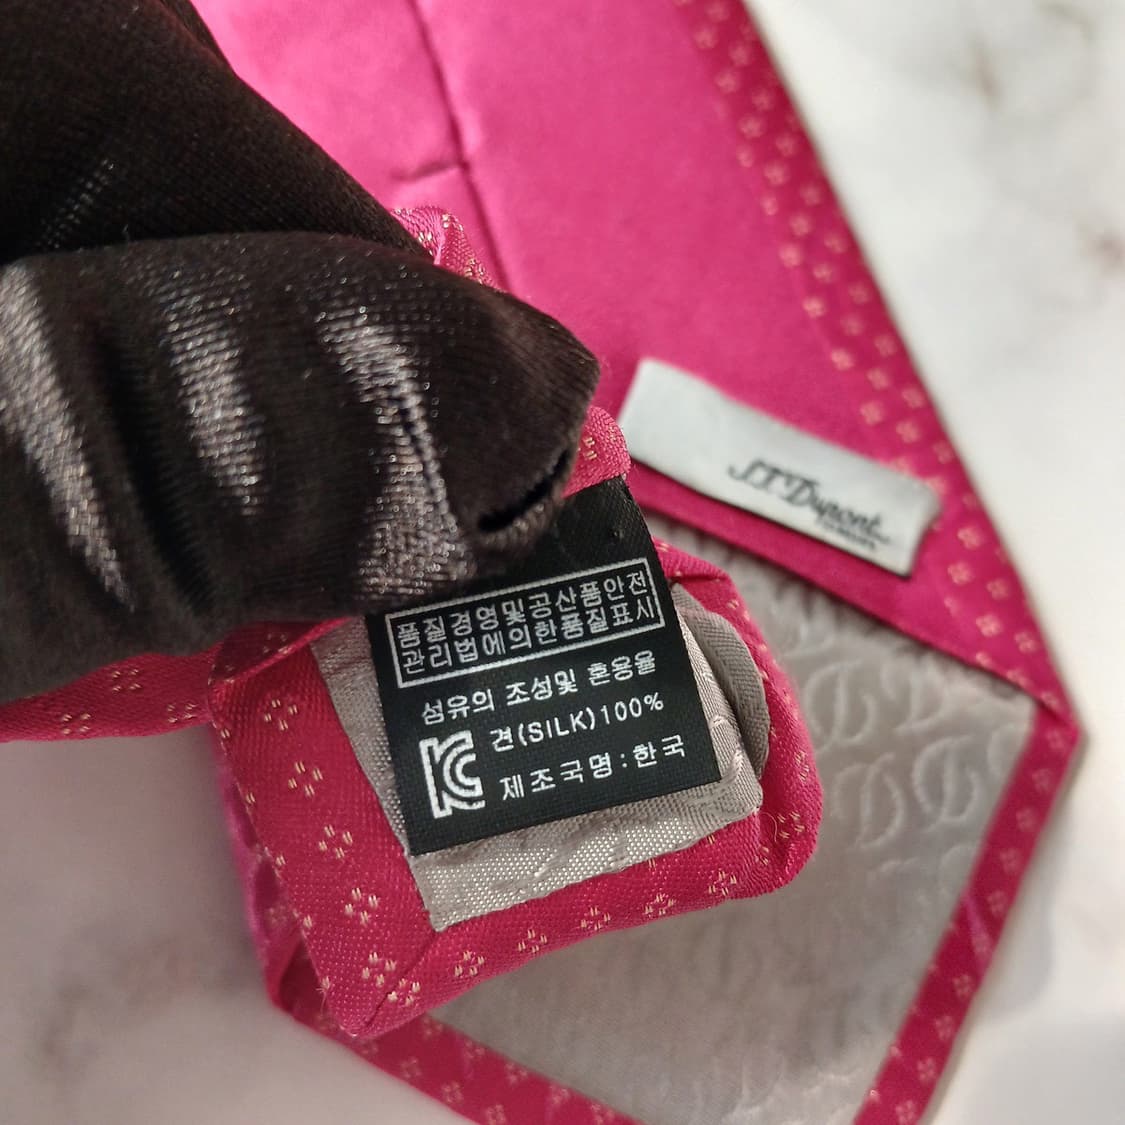 S.T. Dupont
품질경영및공산품안전
관리법에의한품질표시
섬유의 조성및 혼용율
견(SILK)100%
제조국명:한국